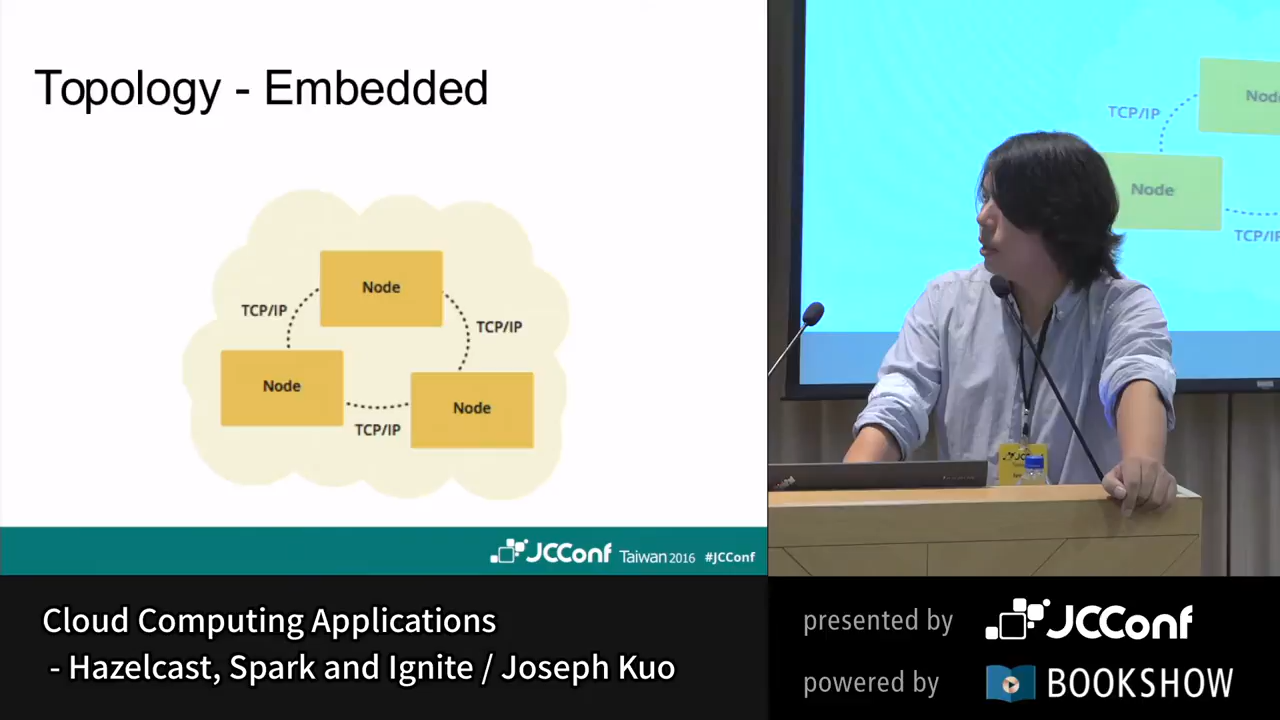 Topology - Embedded
Node
TCP/IP
TCP/IP
Node
Node
TCP/IP
JCConf Taiwan 2016 #JCConf
TCP/IP
Node
TCP/IP
Cloud Computing Applications
- Hazelcast, Spark and Ignite / Joseph Kuo
presented by JCConf
powered by BOOKSHOW